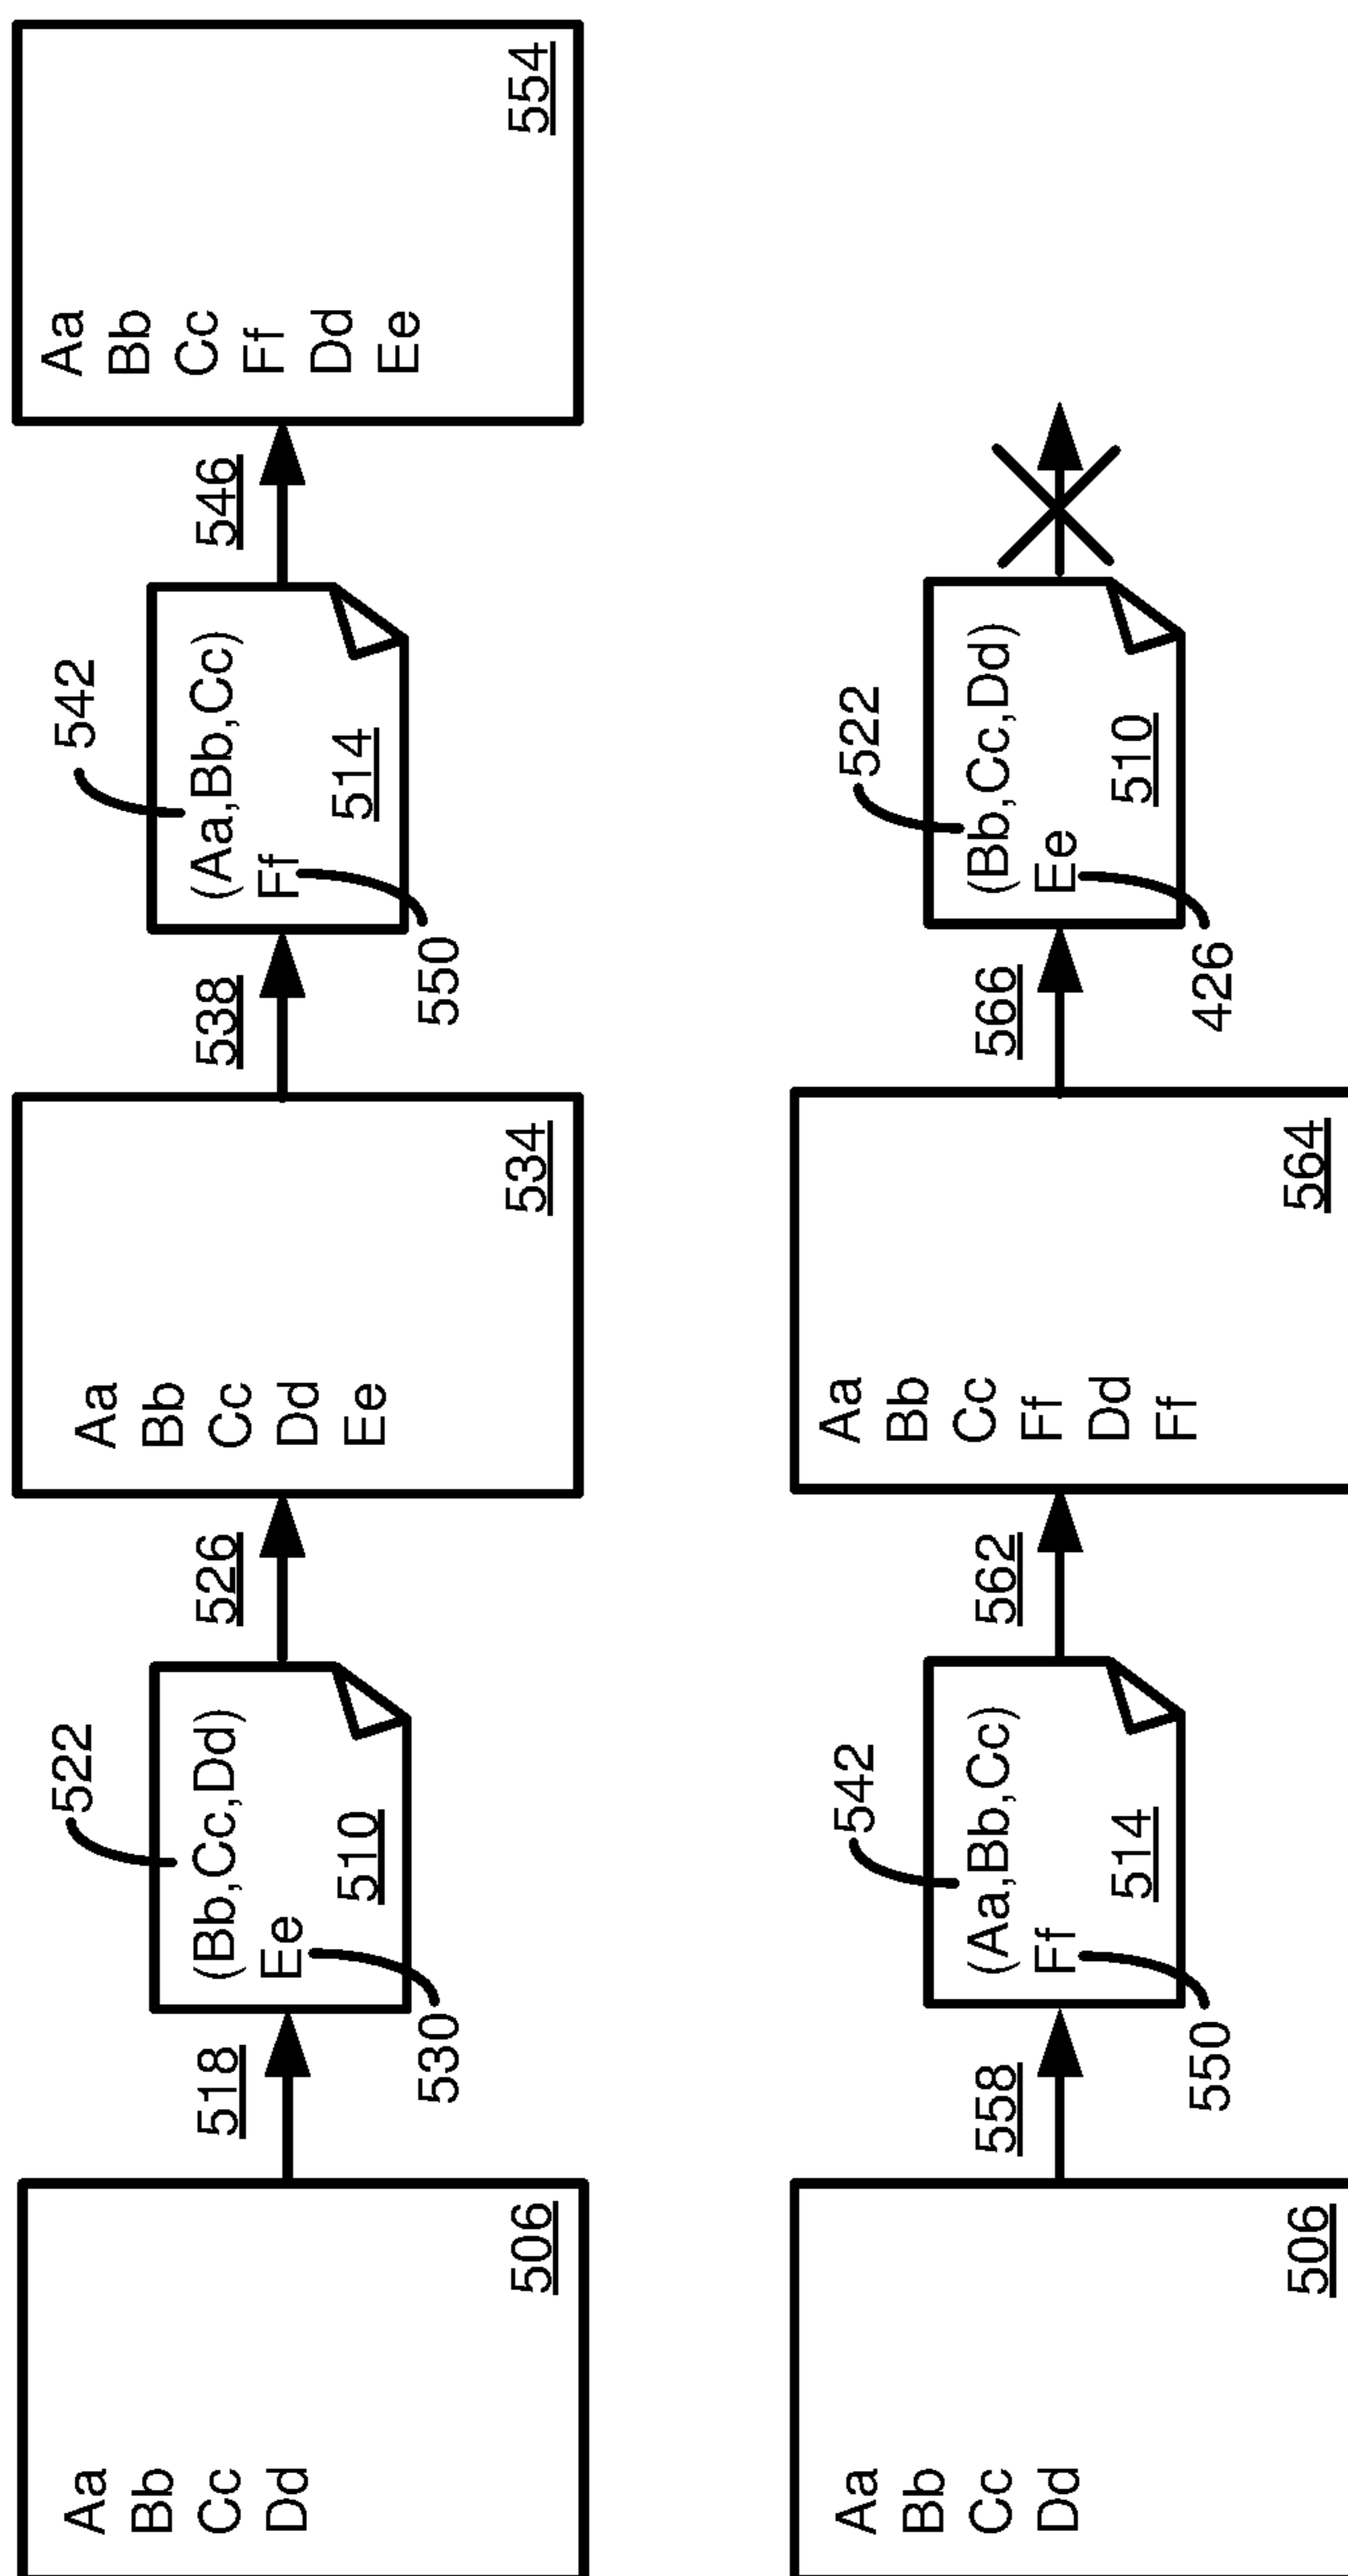 Aa
Bb
Cc
Dd
506
518
522
(Bb,Cc,Dd)
Ee
510
530
526
Aa
Bb
Cc
Dd
Ee
534
538
542
(Aa,Bb,Cc)
Ff
514
550
546
Aa
Bb
Cc
Ff
Dd
Ee
554
Aa
Bb
Cc
Dd
506
558
542
(Aa,Bb,Cc)
Ff
514
550
562
Aa
Bb
Cc
Ff
Dd
Ff
564
566
522
(Bb,Cc,Dd)
Ee
510
426